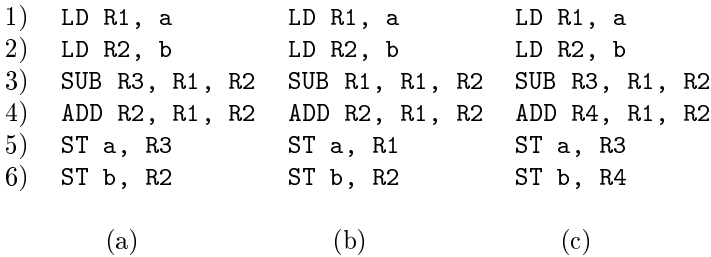 1) LD R1, a LD R1, a LD R1, a
2) LD R2, b LD R2, b LD R2, b
3) SUB R3, R1, R2 SUB R1, R1, R2 SUB R3, R1, R2
4) ADD R2, R1, R2 ADD R2, R1, R2 ADD R4, R1, R2
5) ST a, R3 ST a, R1 ST a, R3
6) ST b, R2 ST b, R2 ST b, R4
(a) (b) (c)